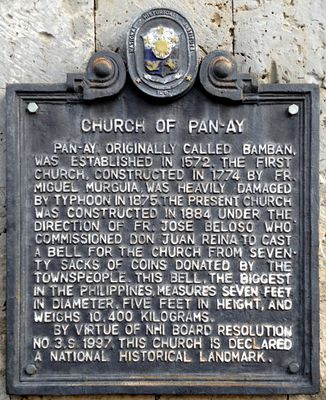 NATIONAL HISTORICAL INSTITUTE
CHURCH OF PAN-AY
PAN-AY, ORIGINALLY CALLED BAMBAN,
WAS ESTABLISHED IN 1572. THE FIRST
CHURCH, CONSTRUCTED IN 1774 BY FR.
MIGUEL MURGUIA, WAS HEAVILY DAMAGED
BY TYPHOON IN 1875. THE PRESENT CHURCH
WAS CONSTRUCTED IN 1884 UNDER THE
DIRECTION OF FR. JOSE BELOSO WHO
COMMISSIONED DON JUAN REINA TO CAST
A BELL FOR THE CHURCH FROM SEVEN-
TY SACKS OF COINS DONATED BY THE
TOWNSPEOPLE. THIS BELL, THE BIGGEST
IN THE PHILIPPINES, MEASURES SEVEN FEET
IN DIAMETER, FIVE FEET IN HEIGHT, AND
WEIGHS 10,400 KILOGRAMS.
BY VIRTUE OF NHI BOARD RESOLUTION
NO. 3, S. 1997, THIS CHURCH IS DECLARED
A NATIONAL HISTORICAL LANDMARK.